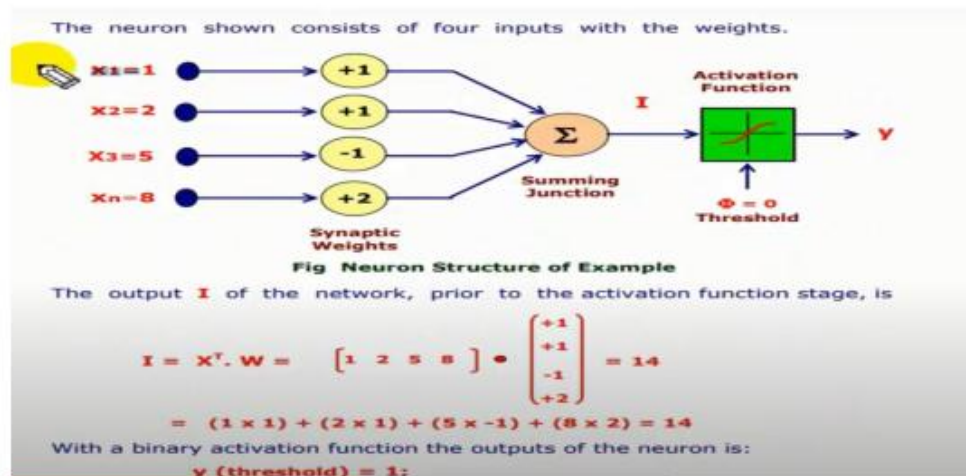 The neuron shown consists of four inputs with the weights.
x1=1
+1
Activation
Function
I
x2=2
+1
Σ
y
x3=5
-1
Summing
Junction
xn=8
+2
Φ = 0
Threshold
Synaptic
Weights
Fig Neuron Structure of Example
The output I of the network, prior to the activation function stage, is
I = Xᵀ. W = [1 2 5 8] • [+1 +1 -1 +2] = 14
= (1 x 1) + (2 x 1) + (5 x -1) + (8 x 2) = 14
With a binary activation function the outputs of the neuron is:
y (threshold) = 1;